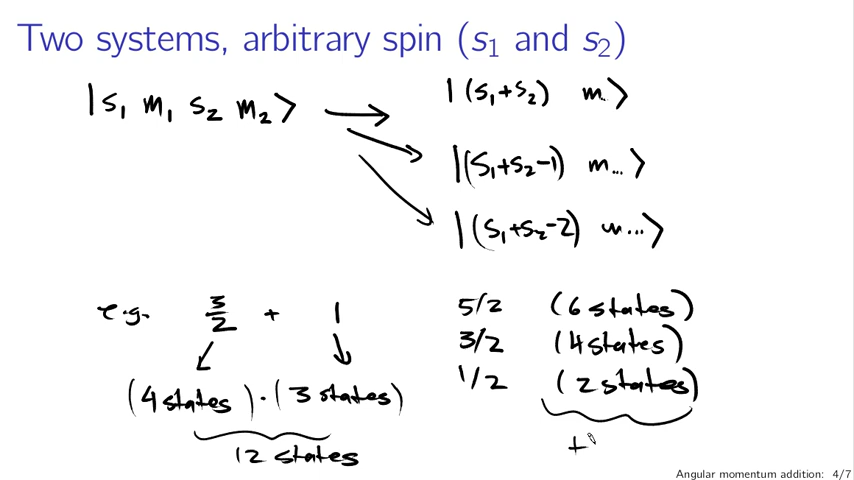 Two systems, arbitrary spin (s₁ and s₂)
|s₁ m₁ s₂ m₂⟩
|(s₁+s₂) m..⟩
|(s₁+s₂-1) m...⟩
|(s₁+s₂-2) m...⟩
e.g. 3/2 + 1
(4 states) · (3 states)
12 states
5/2 (6 states)
3/2 (4 states)
1/2 (2 states)
Angular momentum addition: 4/7